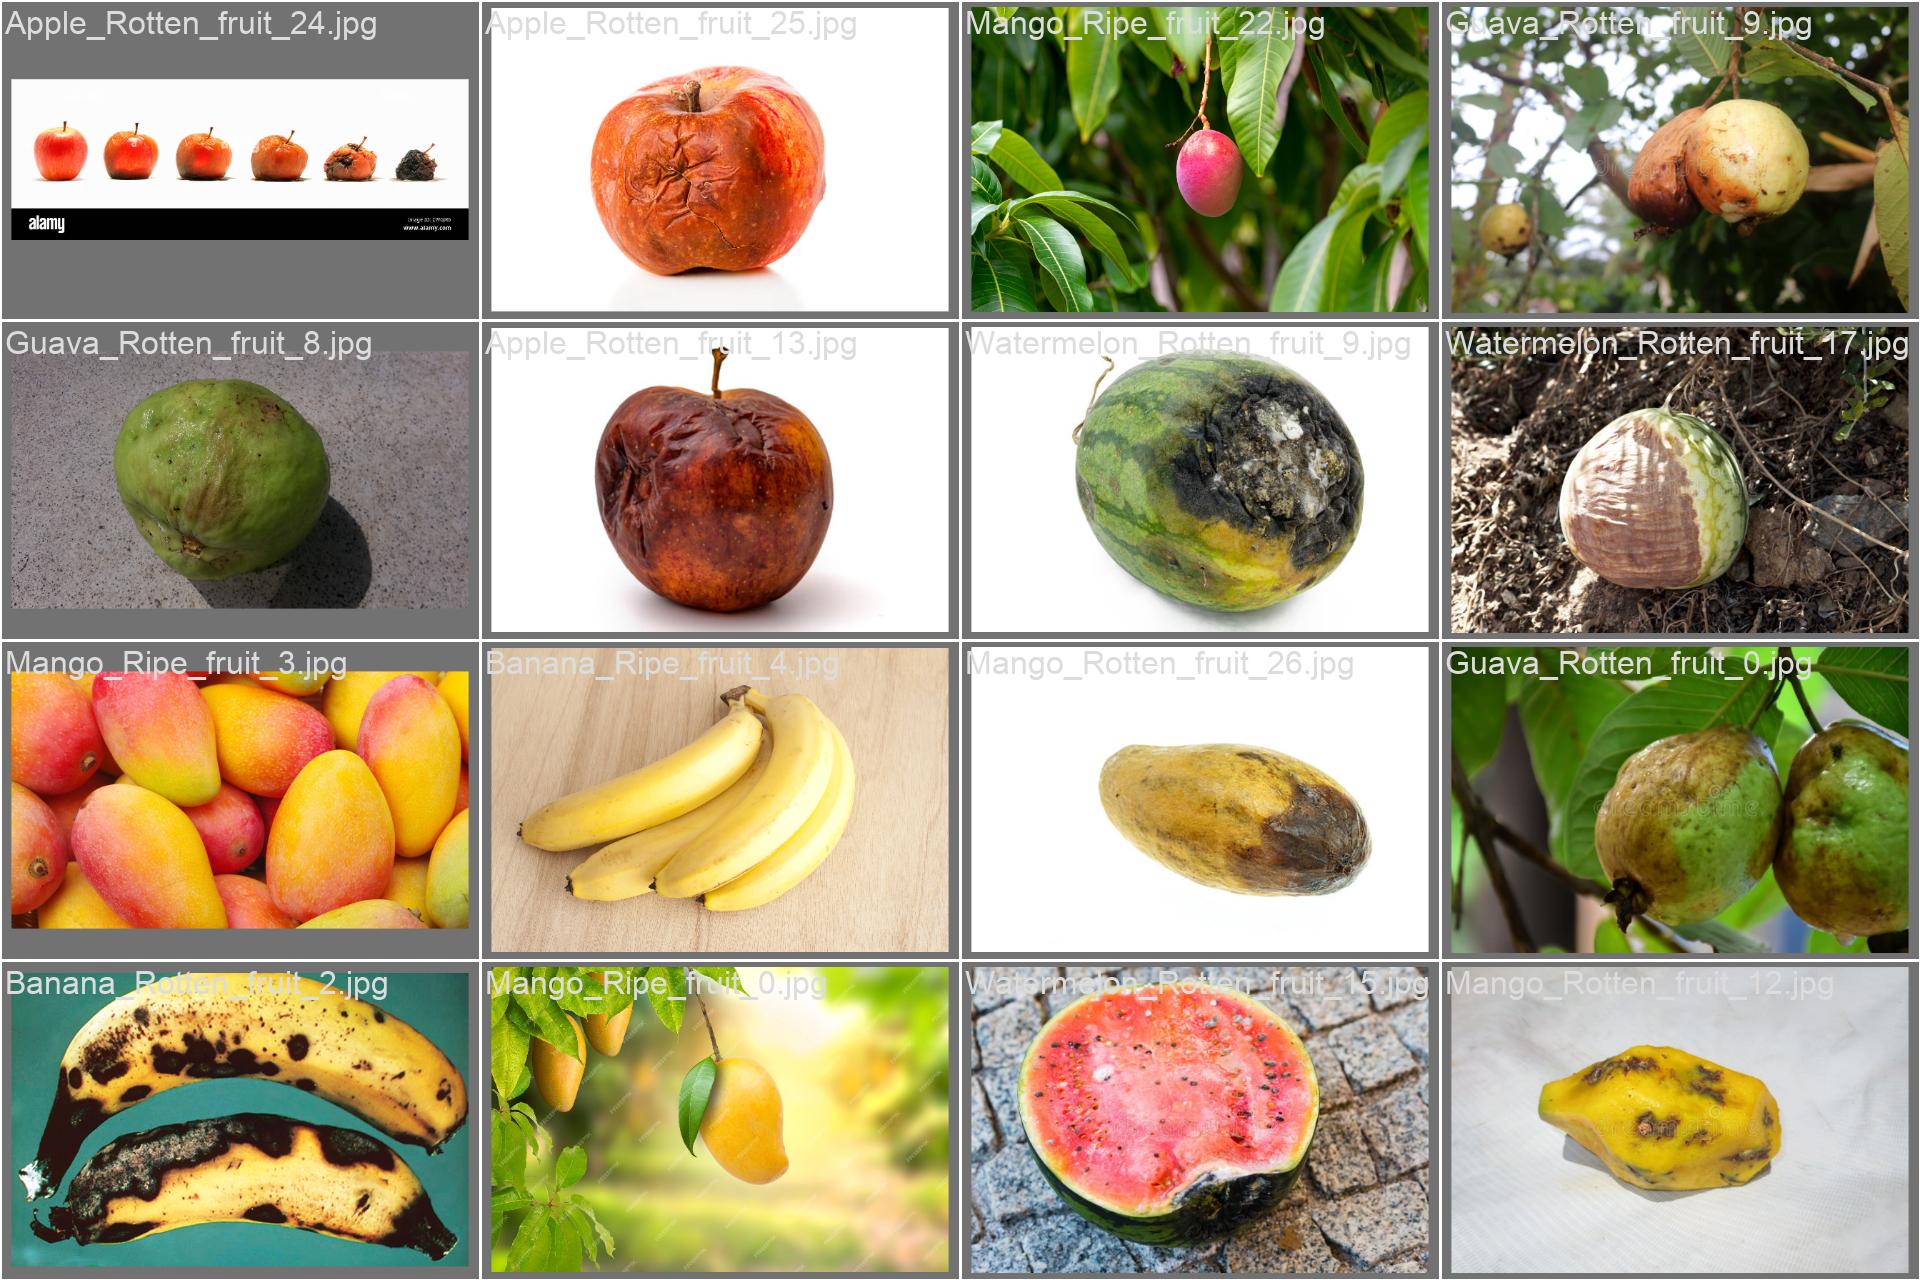 Apple_Rotten_fruit_24.jpg
Apple_Rotten_fruit_25.jpg
Mango_Ripe_fruit_22.jpg
Guava_Rotten_fruit_9.jpg
alamy
www.alamy.com
Guava_Rotten_fruit_8.jpg
Apple_Rotten_fruit_13.jpg
Watermelon_Rotten_fruit_9.jpg
Watermelon_Rotten_fruit_17.jpg
Mango_Ripe_fruit_3.jpg
Banana_Ripe_fruit_4.jpg
Mango_Rotten_fruit_26.jpg
Guava_Rotten_fruit_0.jpg
dreamstime
Banana_Rotten_fruit_2.jpg
Mango_Ripe_fruit_0.jpg
Watermelon_Rotten_fruit_15.jpg
Mango_Rotten_fruit_12.jpg